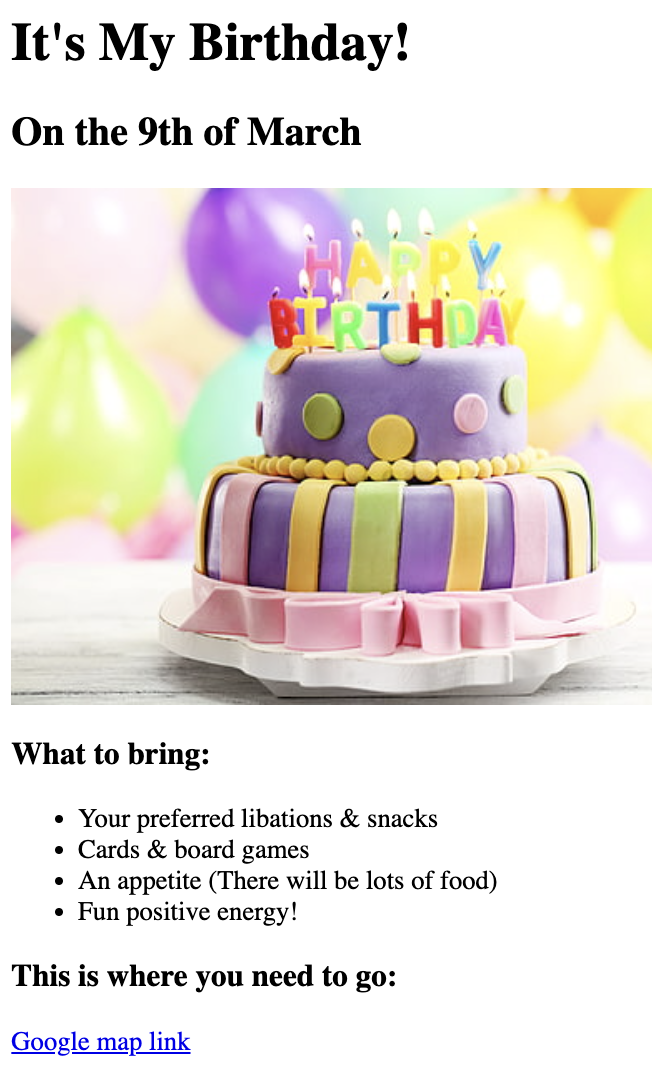 It's My Birthday!
On the 9th of March
HAPPY
BIRTHDAY
What to bring:
Your preferred libations & snacks
Cards & board games
An appetite (There will be lots of food)
Fun positive energy!
This is where you need to go:
Google map link